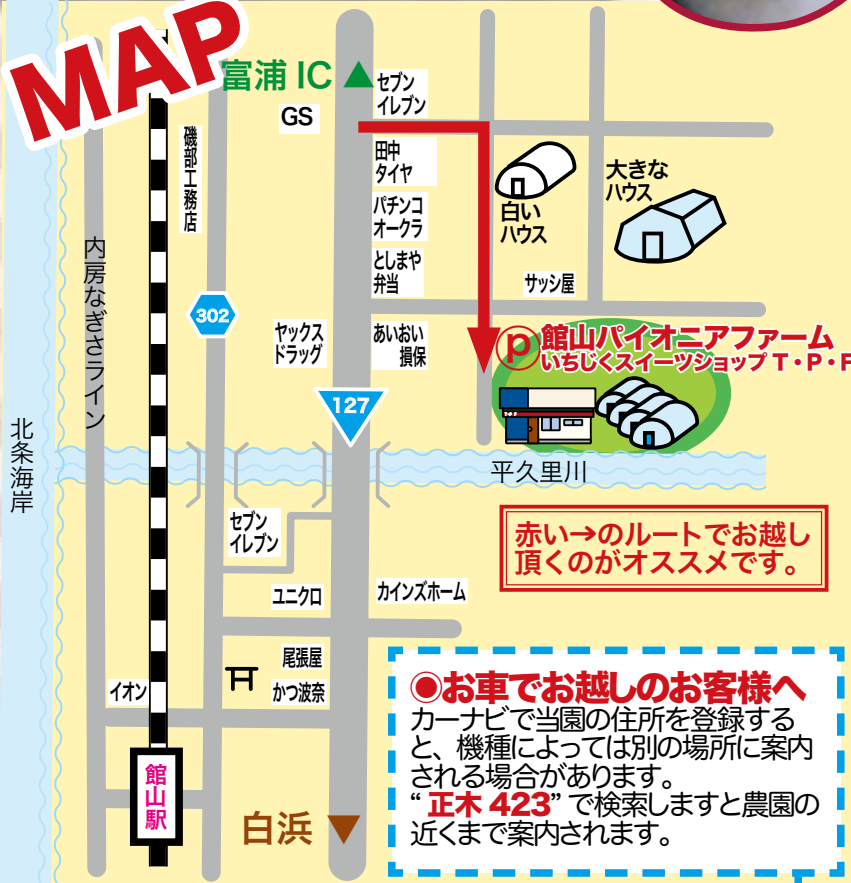 MAP
富浦 IC ▲
セブン
イレブン
GS
磯部工務店
田中
タイヤ
パチンコ
オークラ
としまや
弁当
白い
ハウス
大きな
ハウス
サッシ屋
内房なぎさライン
302
ヤックス
ドラッグ
あいおい
損保
127
P
館山パイオニアファーム
いちじくスイーツショップ T・P・F
北条海岸
平久里川
セブン
イレブン
赤い→のルートでお越し
頂くのがオススメです。
ユニクロ
カインズホーム
尾張屋
かつ波奈
イオン
館山駅
白浜 ▼
◉お車でお越しのお客様へ
カーナビで当園の住所を登録する
と、機種によっては別の場所に案内
される場合があります。
“ 正木 423” で検索しますと農園の
近くまで案内されます。